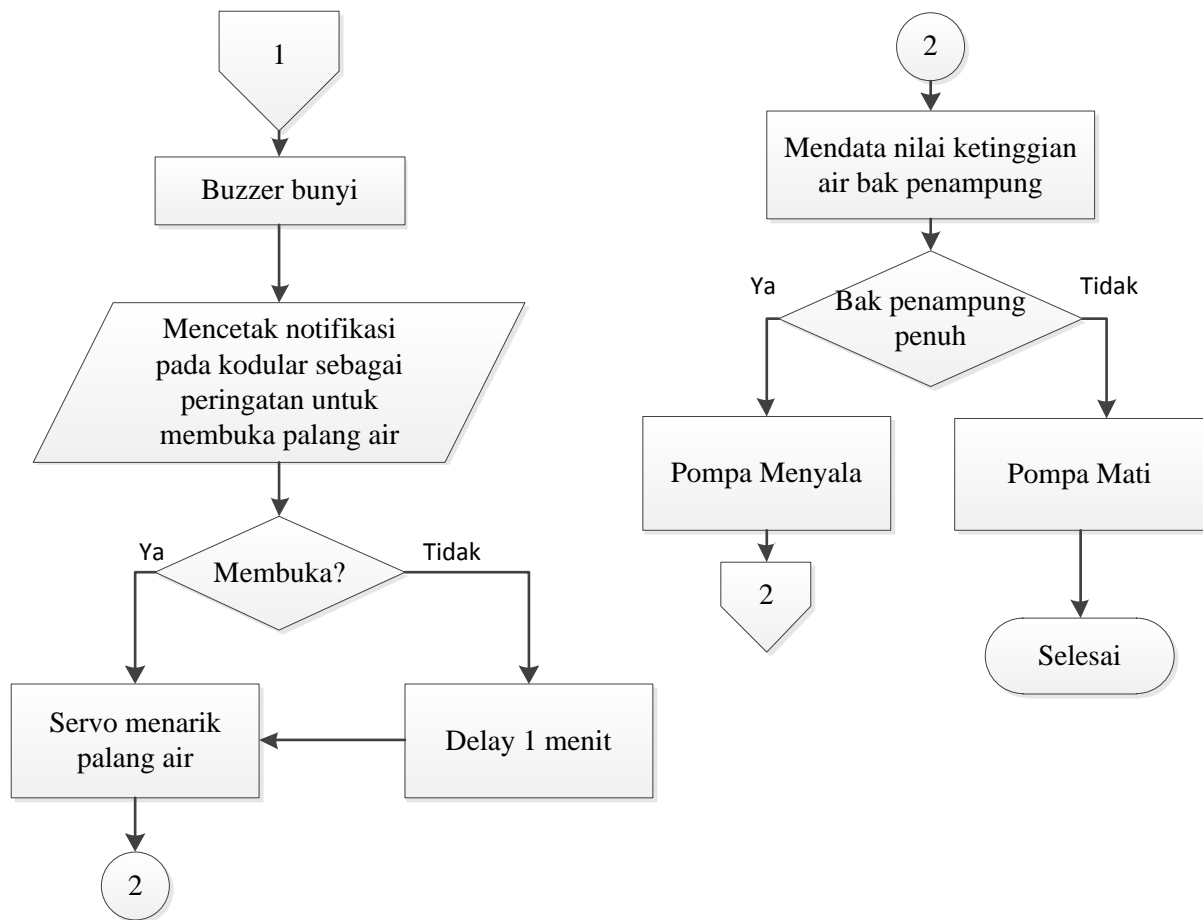 1
Buzzer bunyi
Mencetak notifikasi
pada kodular sebagai
peringatan untuk
membuka palang air
Ya
Tidak
Membuka?
Servo menarik
palang air
Delay 1 menit
2
2
Mendata nilai ketinggian
air bak penampung
Ya
Tidak
Bak penampung
penuh
Pompa Menyala
Pompa Mati
2
Selesai